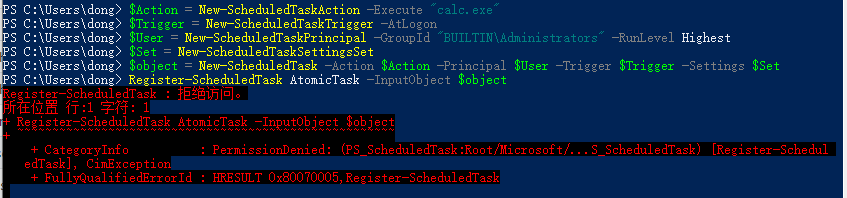 PS C:\Users\dong> $Action = New-ScheduledTaskAction -Execute "calc.exe"
PS C:\Users\dong> $Trigger = New-ScheduledTaskTrigger -AtLogon
PS C:\Users\dong> $User = New-ScheduledTaskPrincipal -GroupId "BUILTIN\Administrators" -RunLevel Highest
PS C:\Users\dong> $Set = New-ScheduledTaskSettingsSet
PS C:\Users\dong> $object = New-ScheduledTask -Action $Action -Principal $User -Trigger $Trigger -Settings $Set
PS C:\Users\dong> Register-ScheduledTask AtomicTask -InputObject $object
Register-ScheduledTask : 拒绝访问。
所在位置 行:1 字符: 1
+ Register-ScheduledTask AtomicTask -InputObject $object
+ ~~~~~~~~~~~~~~~~~~~~~~~~~~~~~~~~~~~~~~~~~~~~~~~~~~~~~~
+ CategoryInfo : PermissionDenied: (PS_ScheduledTask:Root/Microsoft/...S_ScheduledTask) [Register-Schedul
edTask], CimException
+ FullyQualifiedErrorId : HRESULT 0x80070005,Register-ScheduledTask